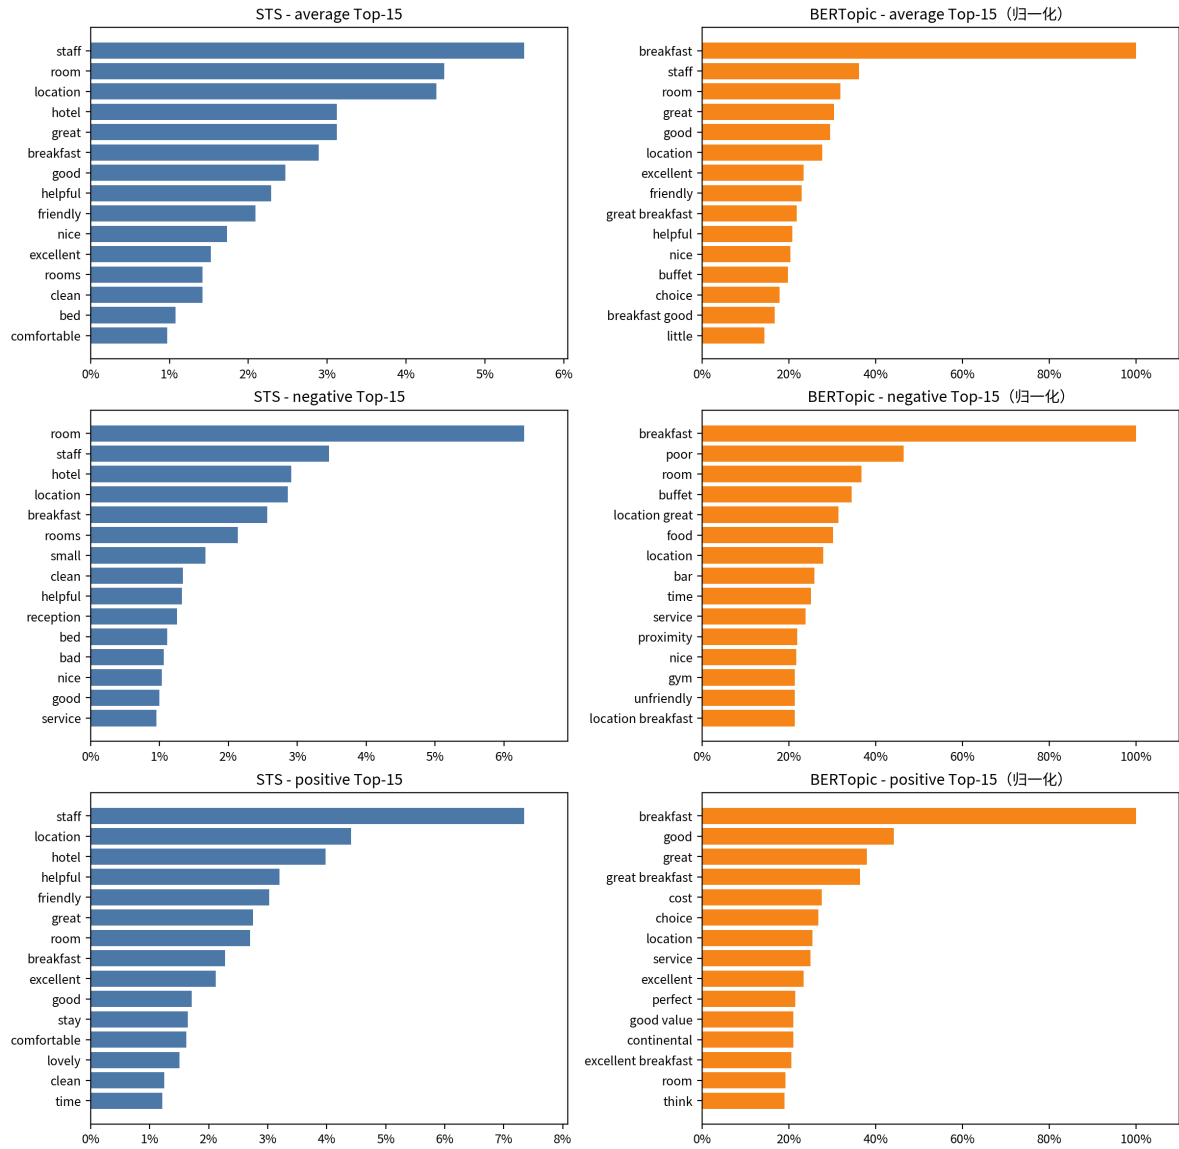 STS - average Top-15
staff
room
location
hotel
great
breakfast
good
helpful
friendly
nice
excellent
rooms
clean
bed
comfortable
0% 1% 2% 3% 4% 5% 6%
BERTopic - average Top-15（归一化）
breakfast
staff
room
great
good
location
excellent
friendly
great breakfast
helpful
nice
buffet
choice
breakfast good
little
0% 20% 40% 60% 80% 100%
STS - negative Top-15
room
staff
hotel
location
breakfast
rooms
small
clean
helpful
reception
bed
bad
nice
good
service
0% 1% 2% 3% 4% 5% 6%
BERTopic - negative Top-15（归一化）
breakfast
poor
room
buffet
location great
food
location
bar
time
service
proximity
nice
gym
unfriendly
location breakfast
0% 20% 40% 60% 80% 100%
STS - positive Top-15
staff
location
hotel
helpful
friendly
great
room
breakfast
excellent
good
stay
comfortable
lovely
clean
time
0% 1% 2% 3% 4% 5% 6% 7% 8%
BERTopic - positive Top-15（归一化）
breakfast
good
great
great breakfast
cost
choice
location
service
excellent
perfect
good value
continental
excellent breakfast
room
think
0% 20% 40% 60% 80% 100%